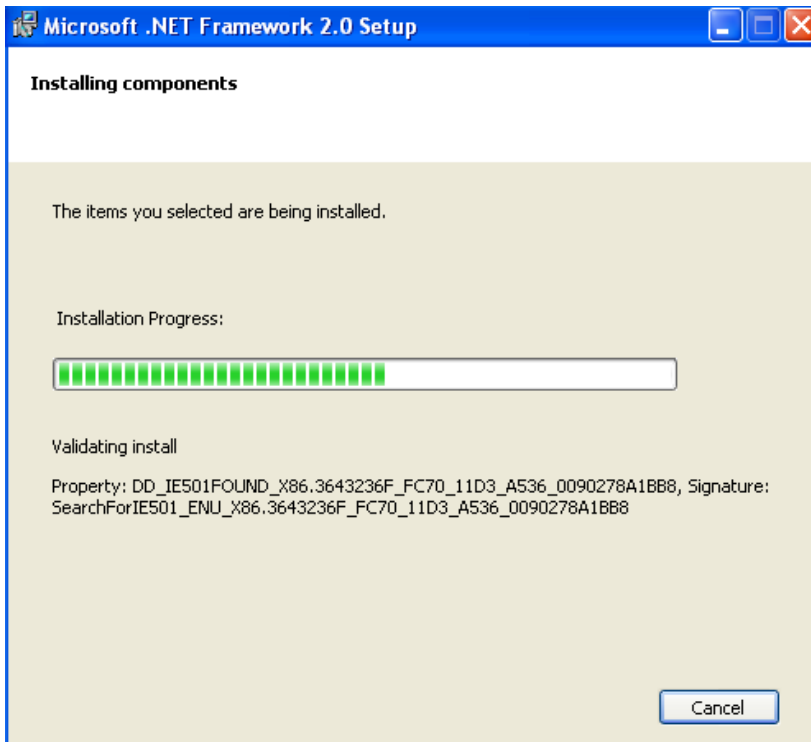 Microsoft .NET Framework 2.0 Setup
Installing components
The items you selected are being installed.
Installation Progress:
Validating install
Property: DD_IE501FOUND_X86.3643236F_FC70_11D3_A536_0090278A1BB8, Signature:
SearchForIE501_ENU_X86.3643236F_FC70_11D3_A536_0090278A1BB8
Cancel